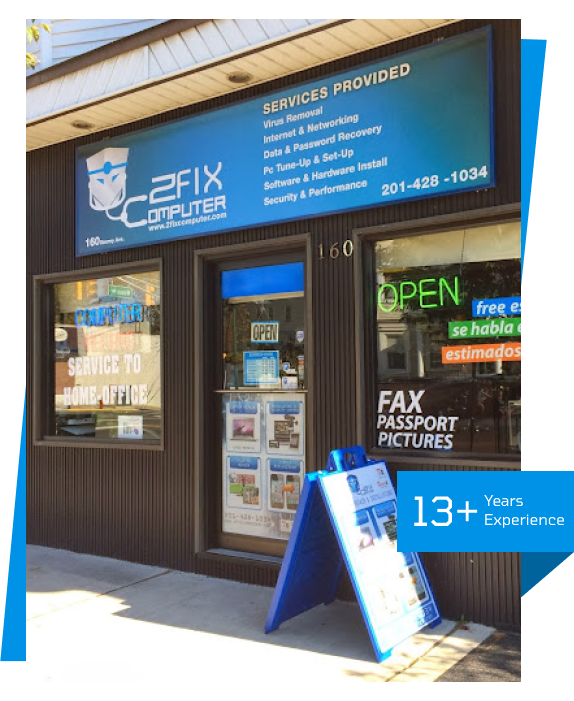 SERVICES PROVIDED
Virus Removal
Internet & Networking
Data & Password Recovery
Pc Tune-Up & Set-Up
Software & Hardware Install
Security & Performance
201-428 -1034
2FIX
COMPUTER
www.2fixcomputer.com
160
160
COMPUTER
SERVICE TO
HOME-OFFICE
OPEN
OPEN
free es
se habla e
estimados
FAX
PASSPORT
PICTURES
13+ Years
Experience